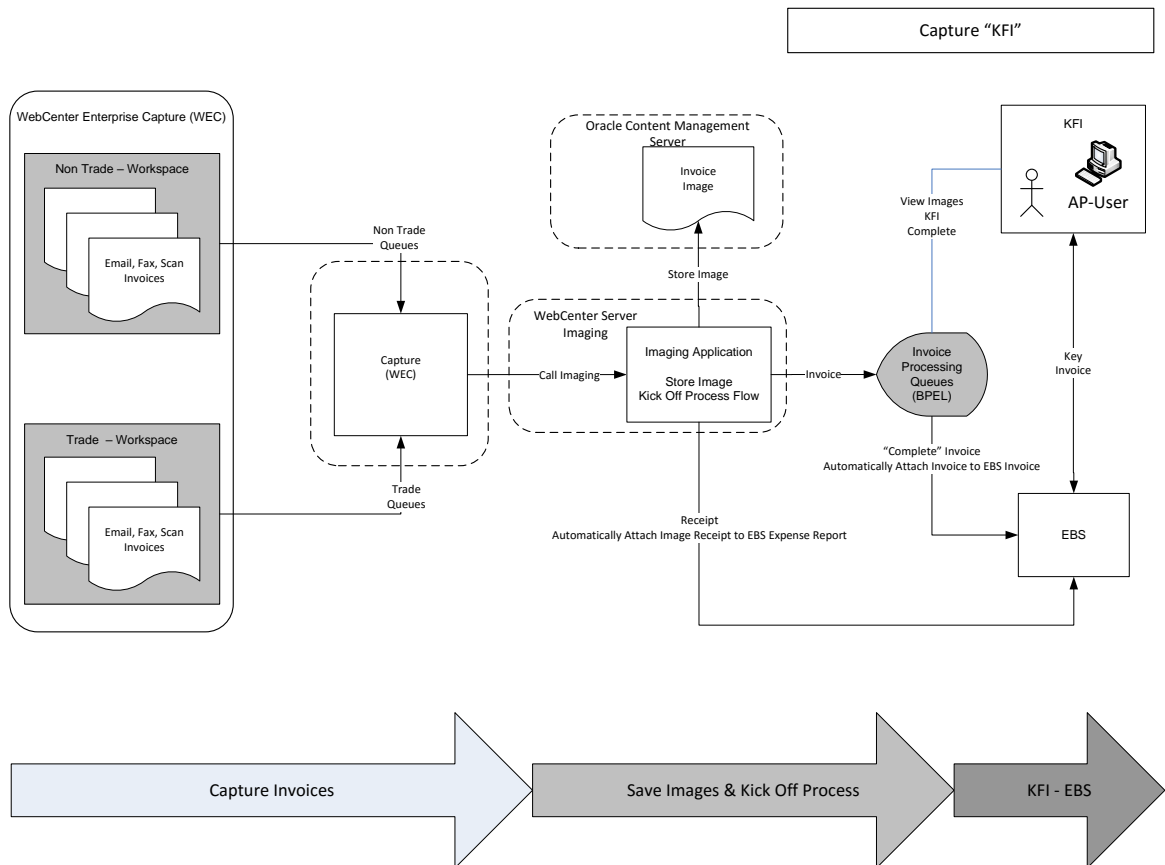 Capture “KFI”
WebCenter Enterprise Capture (WEC)
Non Trade – Workspace
Email, Fax, Scan
Invoices
Trade – Workspace
Email, Fax, Scan
Invoices
Non Trade
Queues
Capture
(WEC)
Trade
Queues
Call Imaging
Oracle Content Management
Server
Invoice
Image
Store Image
WebCenter Server
Imaging
Imaging Application
Store Image
Kick Off Process Flow
Invoice
Receipt
Automatically Attach Image Receipt to EBS Expense Report
View Images
KFI
Complete
Invoice
Processing
Queues
(BPEL)
“Complete” Invoice
Automatically Attach Invoice to EBS Invoice
KFI
AP-User
Key
Invoice
EBS
Capture Invoices
Save Images & Kick Off Process
KFI - EBS